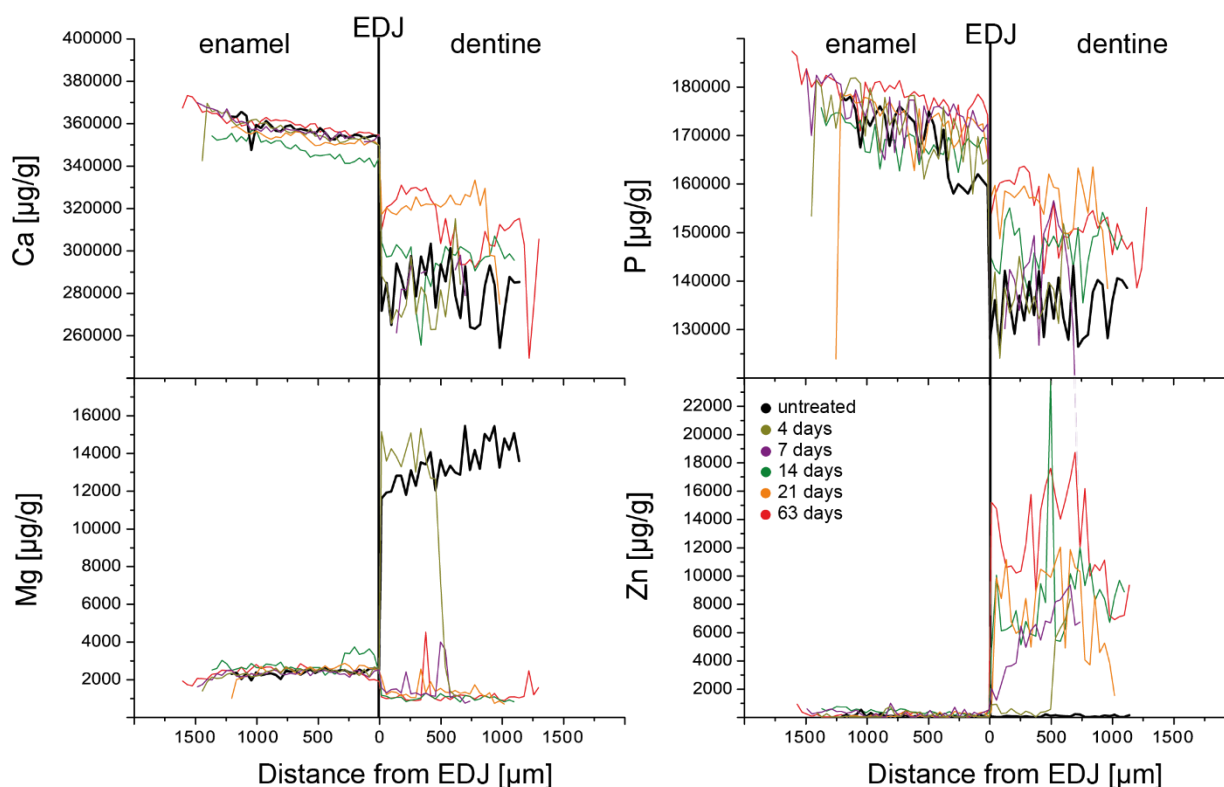 EDJ
enamel
dentine
400000
380000
360000
340000
320000
300000
280000
260000
Ca [µg/g]
EDJ
enamel
dentine
180000
170000
160000
150000
140000
130000
P [µg/g]
16000
14000
12000
10000
8000
6000
4000
2000
Mg [µg/g]
1500 1000 500 0 500 1000 1500
Distance from EDJ [µm]
22000
20000
18000
16000
14000
12000
10000
8000
6000
4000
2000
Zn [µg/g]
untreated
4 days
7 days
14 days
21 days
63 days
1500 1000 500 0 500 1000 1500
Distance from EDJ [µm]